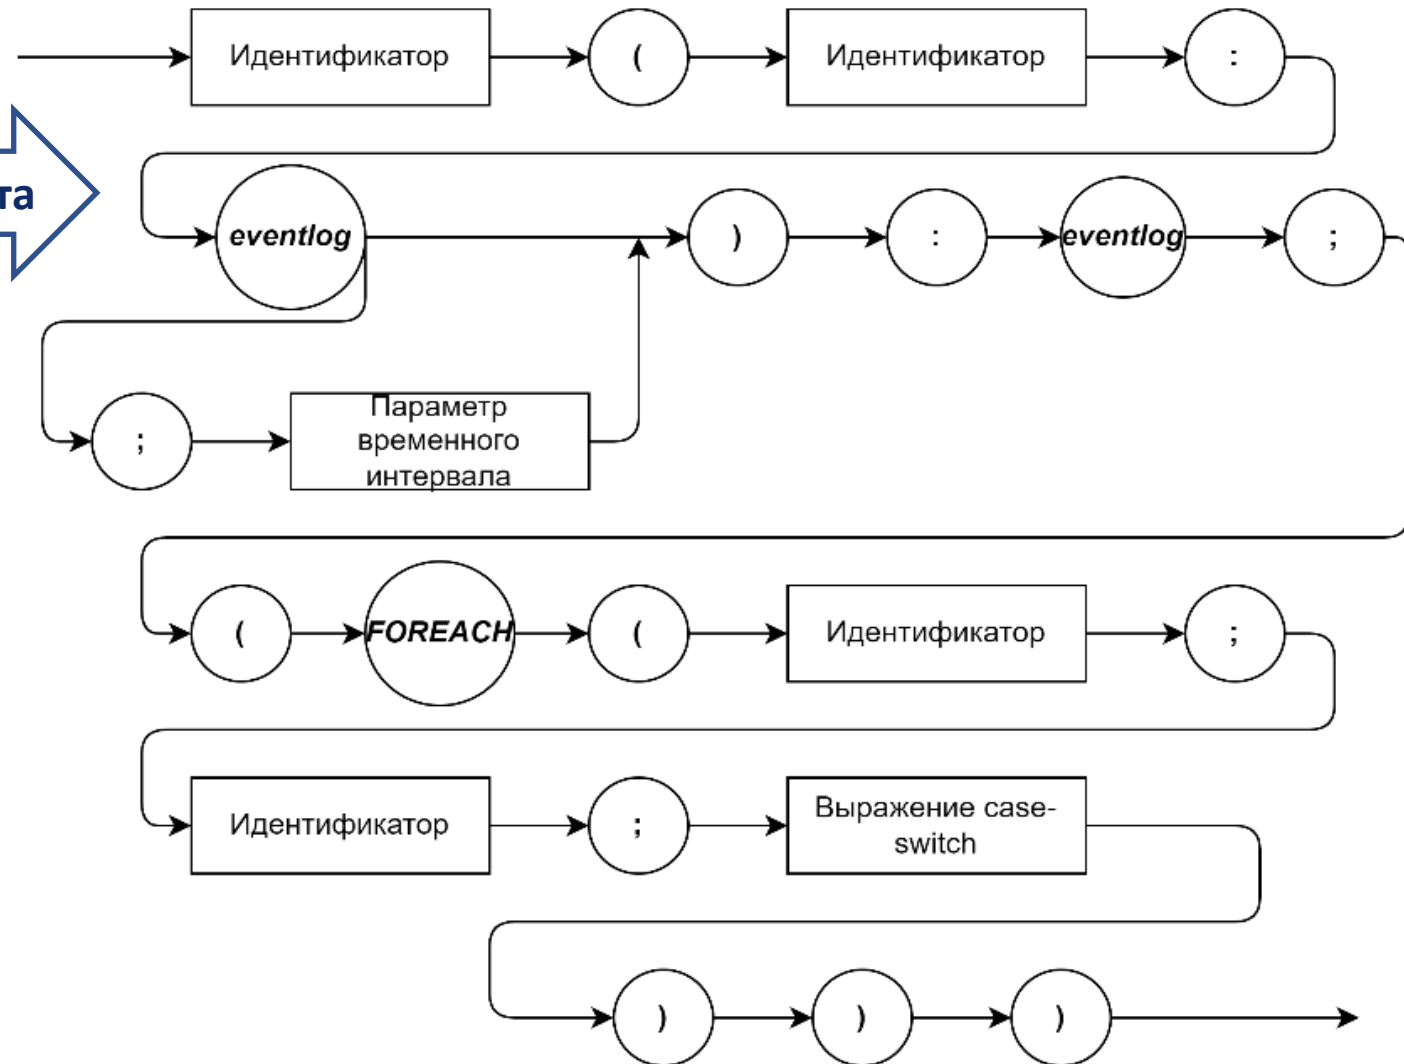 Идентификатор ( Идентификатор :
та
eventlog ) : eventlog ;
; Параметр
временного
интервала
( FOREACH ( Идентификатор ;
Идентификатор ; Выражение case-
switch
) ) )